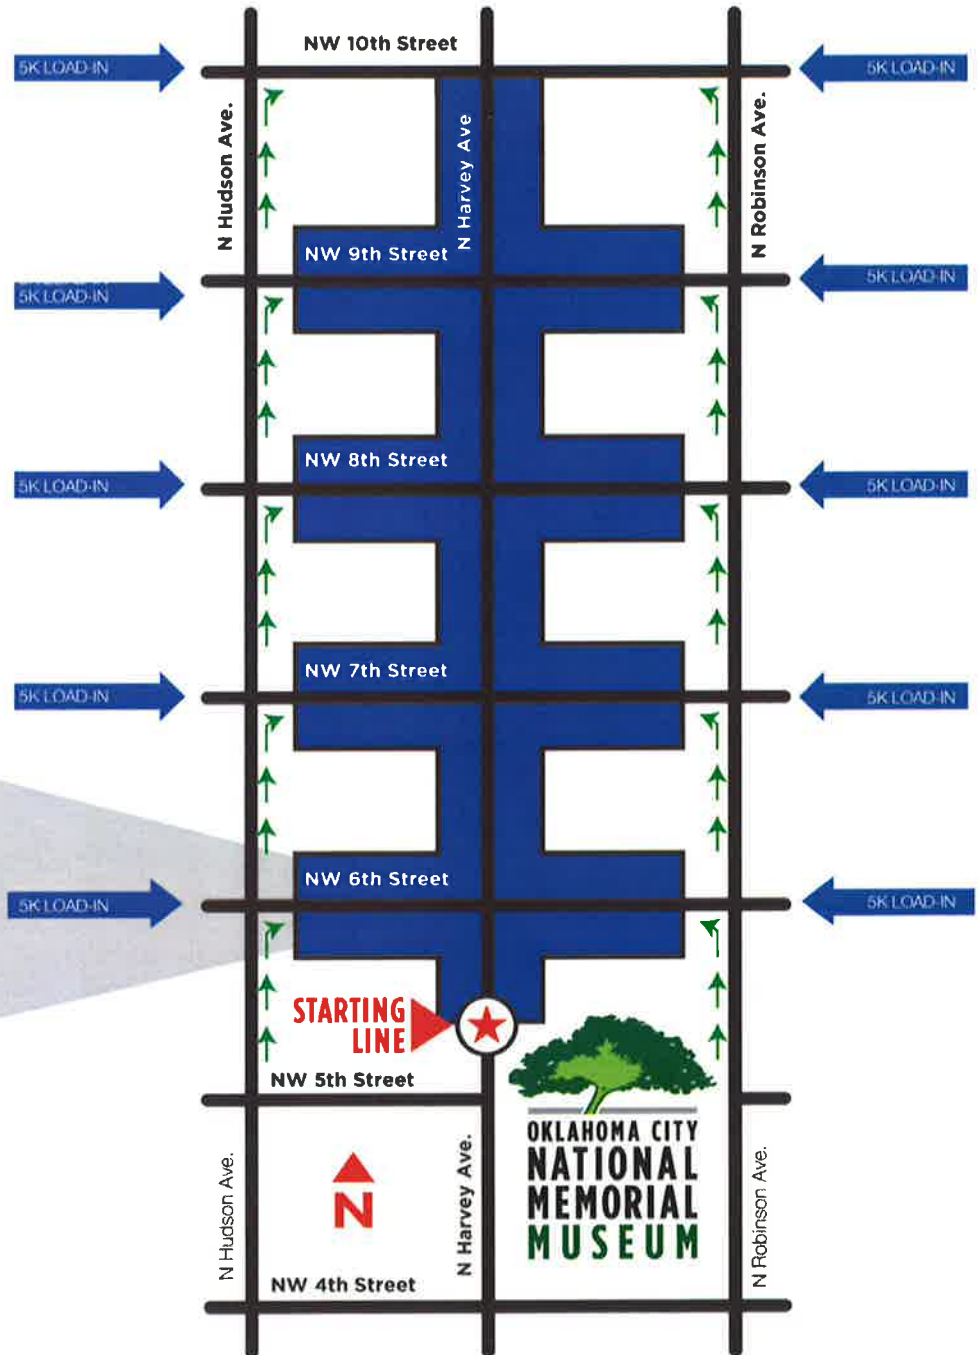 NW 10th Street
5K LOAD-IN
5K LOAD-IN
N Hudson Ave.
N Harvey Ave
N Robinson Ave.
NW 9th Street
5K LOAD-IN
5K LOAD-IN
NW 8th Street
5K LOAD-IN
5K LOAD-IN
NW 7th Street
5K LOAD-IN
5K LOAD-IN
NW 6th Street
5K LOAD-IN
5K LOAD-IN
STARTING
LINE
NW 5th Street
OKLAHOMA CITY
NATIONAL
MEMORIAL
MUSEUM
N Hudson Ave.
N
N Harvey Ave.
N Robinson Ave.
NW 4th Street